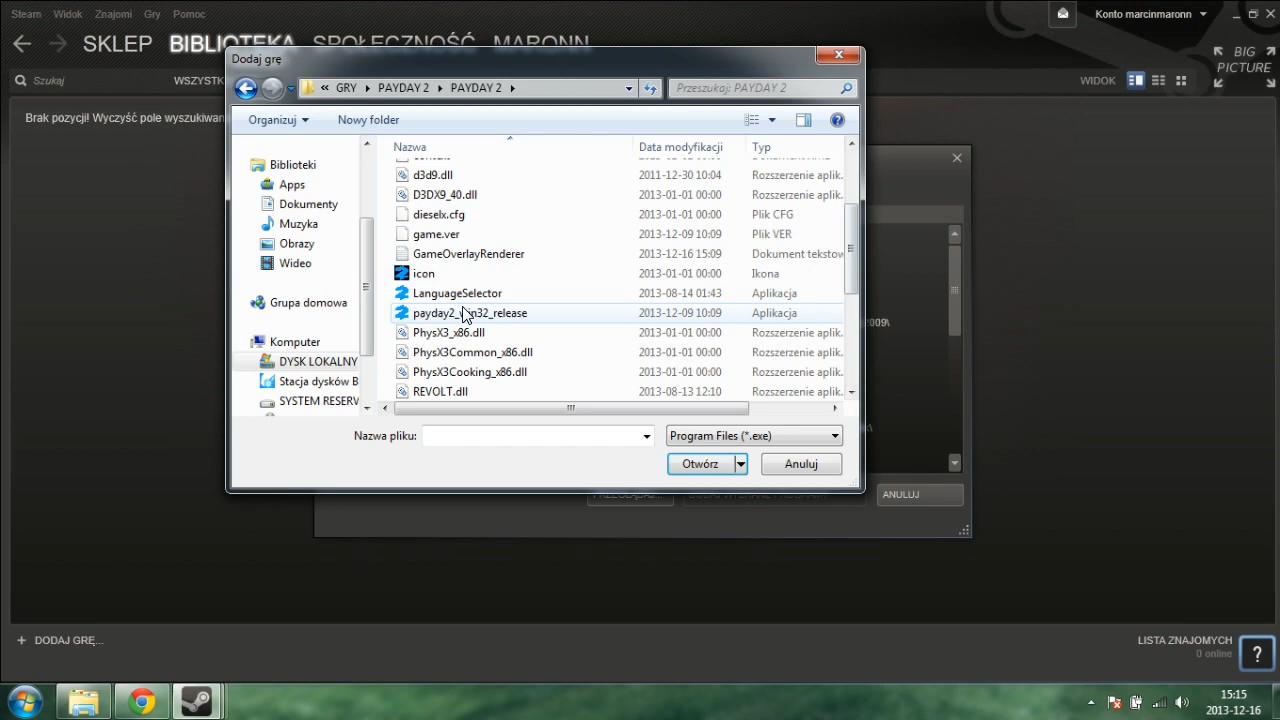 Steam Widok Znajomi Gry Pomoc
Konto marcinmaronn
SKLEP BIBLIOTEKA SPOŁECZNOŚĆ MARONN
Dodaj grę
BIG
PICTURE
Szukaj
WIDOK
« GRY PAYDAY 2 PAYDAY 2
Przeszukaj: PAYDAY 2
Brak pozycji! Wyczyść pole
Organizuj New folder
Nazwa Data modyfikacji Typ
Biblioteki
Apps
Dokumenty
Muzyka
Obrazy
Wideo
Grupa domowa
Komputer
DYSK LOKALNY
Stacja dysków B
SYSTEM RESERV
d3d9.dll 2011-12-30 10:04 Rozszerzenie aplik.
D3DX9_40.dll 2013-01-01 00:00 Rozszerzenie aplik.
dieselx.cfg 2013-01-01 00:00 Plik CFG
game.ver 2013-12-09 10:09 Plik VER
GameOverlayRenderer 2013-12-16 15:09 Dokument tekstow
icon 2013-01-01 00:00 Ikona
LanguageSelector 2013-08-14 01:43 Aplikacja
payday2_win32_release 2013-12-09 10:09 Aplikacja
PhysX3_x86.dll 2013-01-01 00:00 Rozszerzenie aplik.
PhysX3Common_x86.dll 2013-01-01 00:00 Rozszerzenie aplik.
PhysX3Cooking_x86.dll 2013-01-01 00:00 Rozszerzenie aplik.
REVOLT.dll 2013-08-13 12:10 Rozszerzenie aplik.
2009\
Nazwa pliku: Program Files (*.exe)
Otwórz Anuluj
ANULUJ
+ DODAJ GRĘ...
LISTA ZNAJOMYCH
0 online
?
15:15
2013-12-16